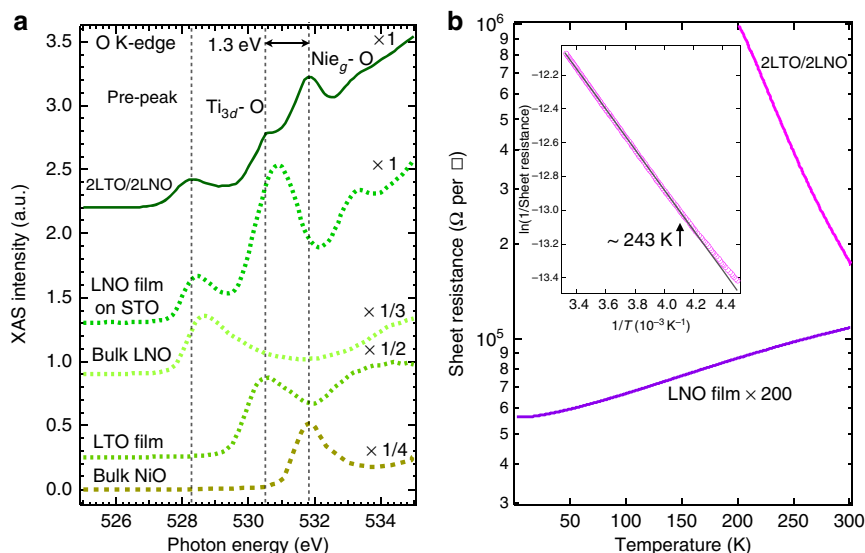 a
O K-edge
1.3 eV
×1
Nie_g- O
Pre-peak
Ti_3d- O
2LTO/2LNO
× 1
LNO film
on STO
× 1/3
Bulk LNO
× 1/2
LTO film
× 1/4
Bulk NiO
3.5
3.0
2.5
2.0
1.5
1.0
0.5
0.0
XAS intensity (a.u.)
526
528
530
532
534
Photon energy (eV)
b
10^6
9
8
7
6
5
4
3
2
10^5
9
8
7
6
5
4
3
Sheet resistance (Ω per □)
2LTO/2LNO
−12.2
−12.4
−12.6
−12.8
−13.0
−13.2
−13.4
ln(1/Sheet resistance)
~ 243 K
3.4
3.6
3.8
4.0
4.2
4.4
1/T (10^−3 K^−1)
LNO film × 200
50
100
150
200
250
300
Temperature (K)